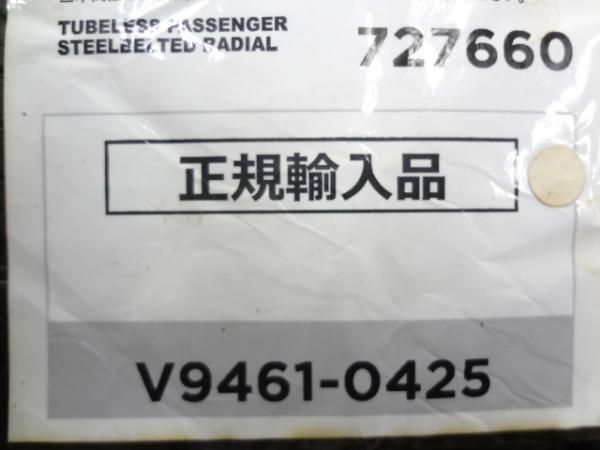 TUBELESS PASSENGER
STEELBELTED RADIAL
727660
正規輸入品
V9461-0425